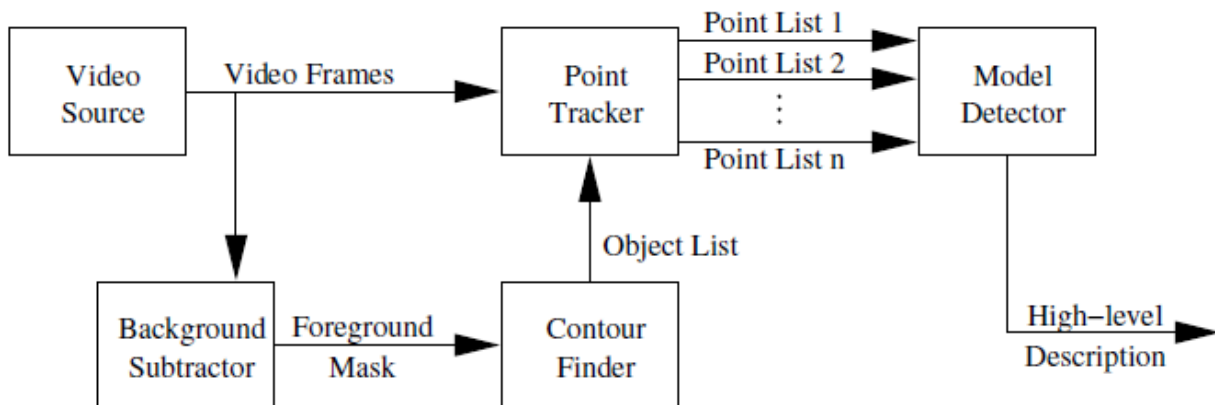 Video
Source
Video Frames
Point
Tracker
Point List 1
Point List 2
⋮
Point List n
Model
Detector
Object List
Background
Subtractor
Foreground
Mask
Contour
Finder
High−level
Description